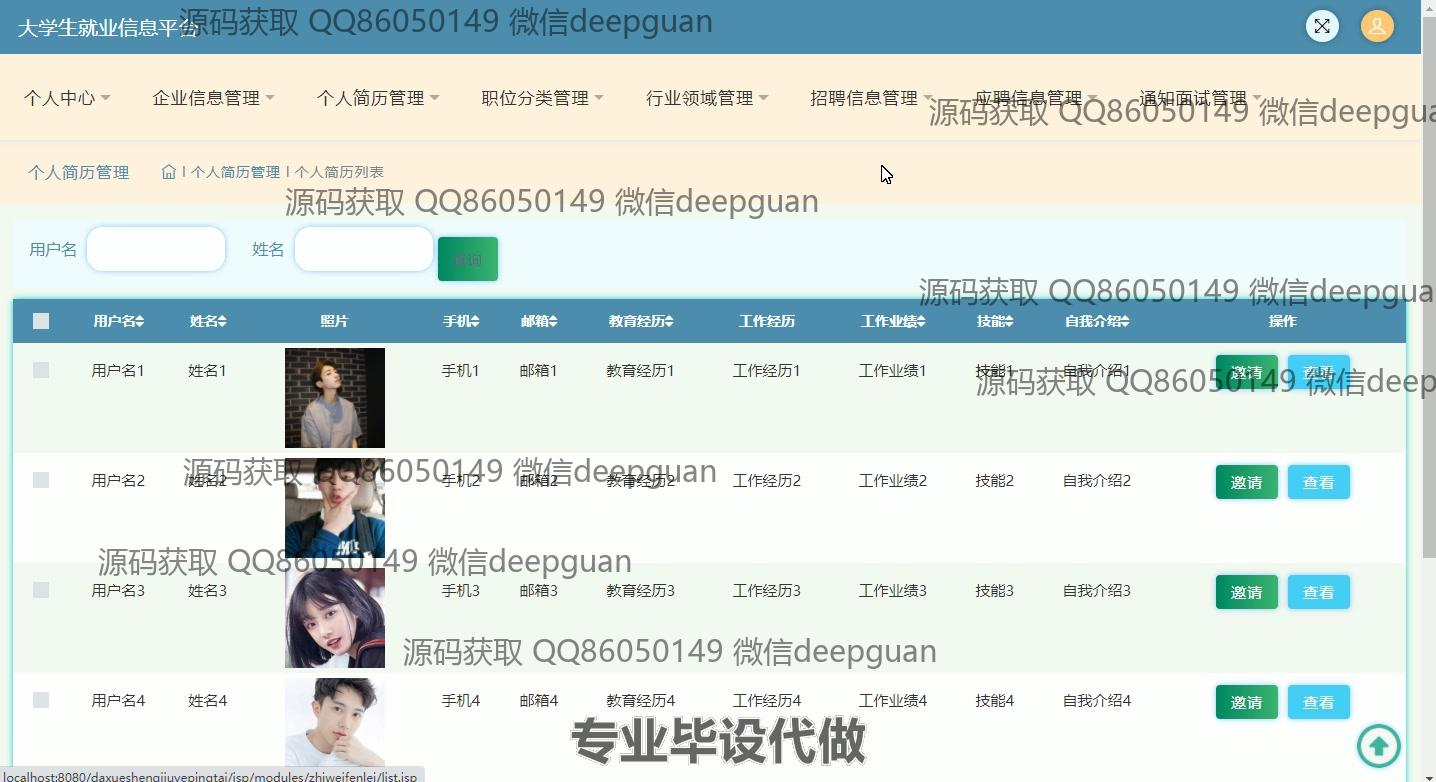 大学生就业信息平台
源码获取 QQ86050149 微信deepguan
个人中心 企业信息管理 个人简历管理 职位分类管理 行业领域管理 招聘信息管理 应聘信息管理 通知面试管理
源码获取 QQ86050149 微信deepgua
个人简历管理 个人简历管理 个人简历列表
源码获取 QQ86050149 微信deepguan
用户名 姓名 查询
源码获取 QQ86050149 微信deepgua
用户名 姓名 照片 手机 邮箱 教育经历 工作经历 工作业绩 技能 自我介绍 操作
用户名1 姓名1 手机1 邮箱1 教育经历1 工作经历1 工作业绩1 技能1 自我介绍1 邀请 查看
源码获取 QQ86050149 微信deep
源码获取 QQ86050149 微信deepguan
用户名2 姓名2 手机2 邮箱2 教育经历2 工作经历2 工作业绩2 技能2 自我介绍2 邀请 查看
源码获取 QQ86050149 微信deepguan
用户名3 姓名3 手机3 邮箱3 教育经历3 工作经历3 工作业绩3 技能3 自我介绍3 邀请 查看
源码获取 QQ86050149 微信deepguan
用户名4 姓名4 手机4 邮箱4 教育经历4 工作经历4 工作业绩4 技能4 自我介绍4 邀请 查看
专业毕设代做
localhost:8080/daxueshengjiuyepingtai/jsp/modules/zhiweifenlei/list.jsp